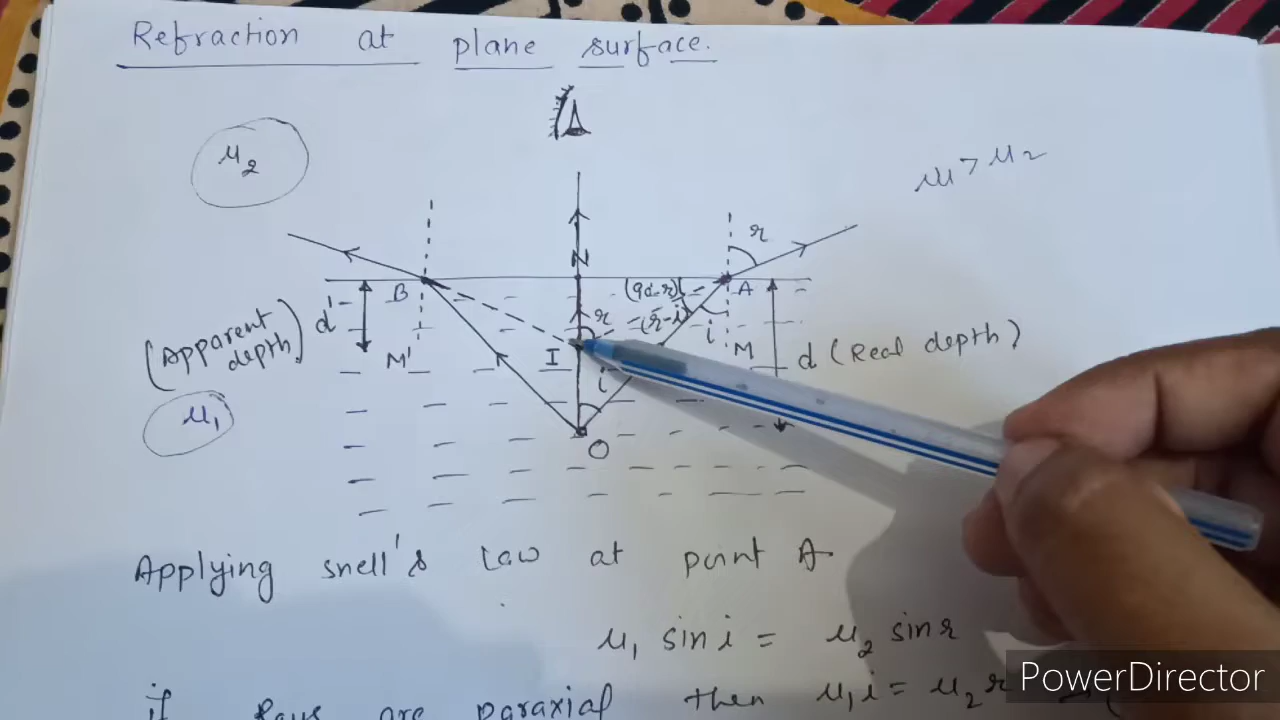 Refraction at plane surface.
μ2
μ1 > μ2
r
N
B
A
(90-r)
r
(r-i)
i
d'
(Apparent depth)
M'
I
i
M
d (Real depth)
μ1
O
Applying snell's Law at point A
μ1 sin i = μ2 sin r
if Rays are paraxial then μ1 i = μ2 r
PowerDirector